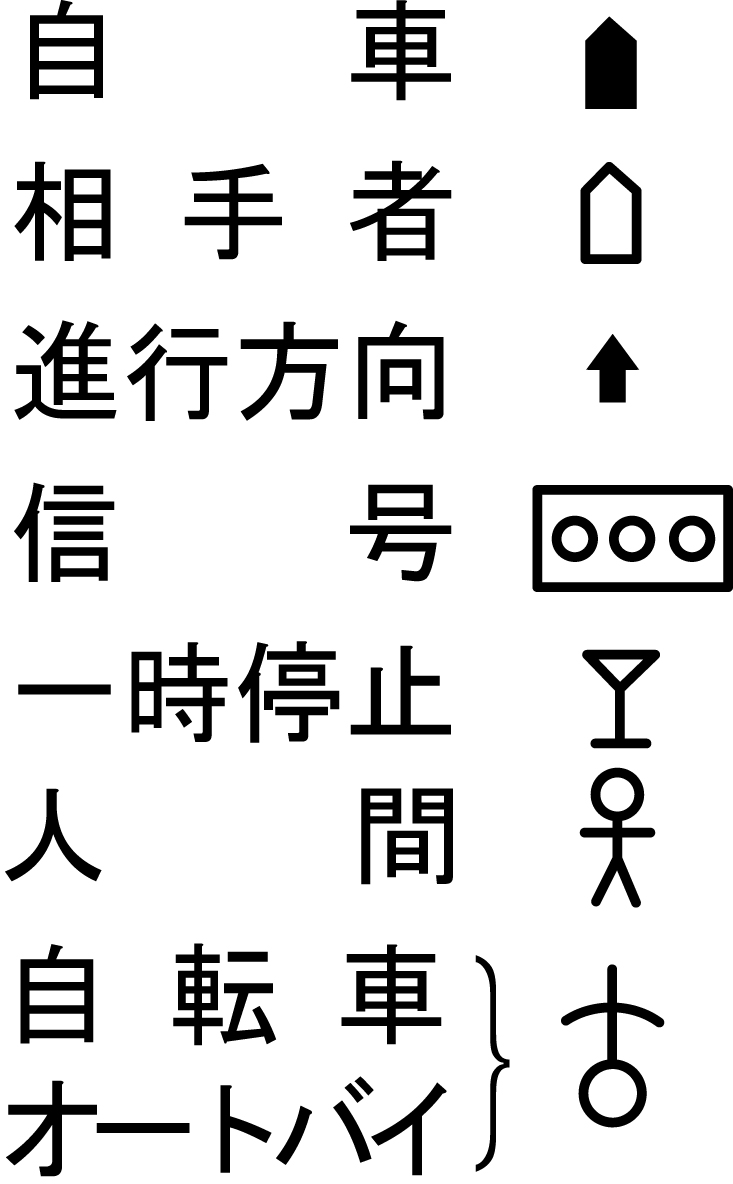 自車
相手者
進行方向
信号
一時停止
人間
自転車
オートバイ